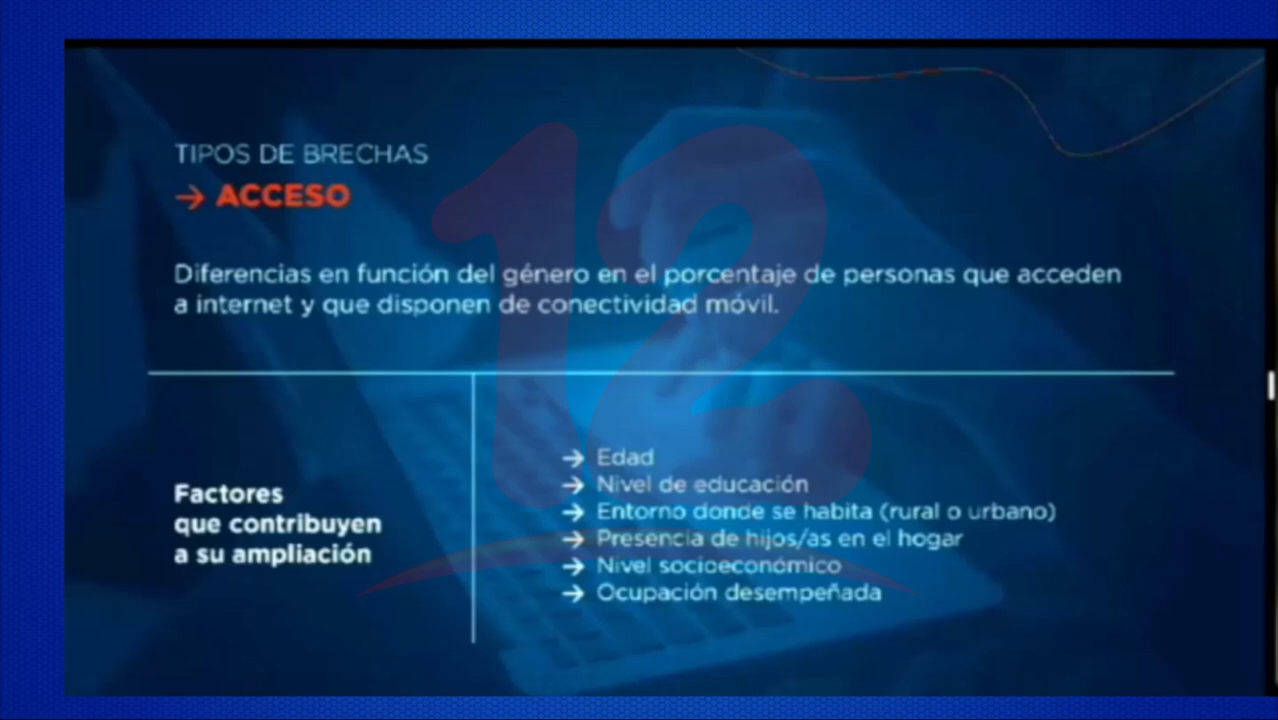 TIPOS DE BRECHAS
→ ACCESO
Diferencias en función del género en el porcentaje de personas que acceden
a internet y que disponen de conectividad móvil.
Factores
que contribuyen
a su ampliación
→ Edad
→ Nivel de educación
→ Entorno donde se habita (rural o urbano)
→ Presencia de hijos/as en el hogar
→ Nivel socioeconómico
→ Ocupación desempeñada
12